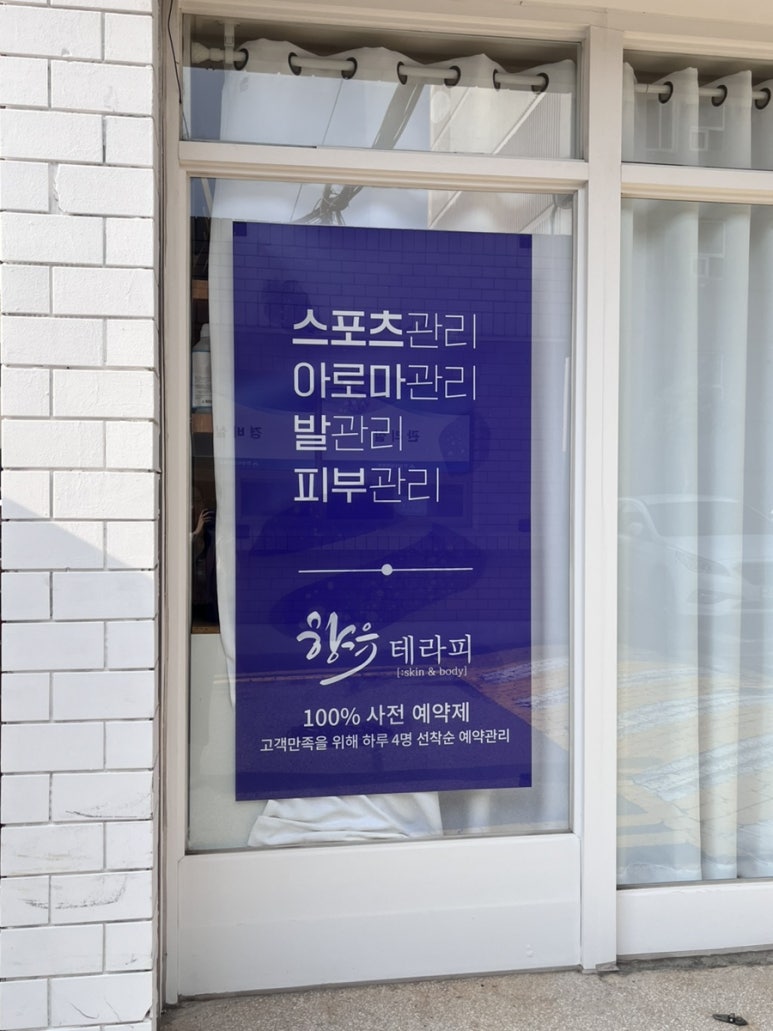 스포츠관리
아로마관리
발관리
피부관리
향유 테라피
[:skin & body]
100% 사전 예약제
고객만족을 위해 하루 4명 선착순 예약관리